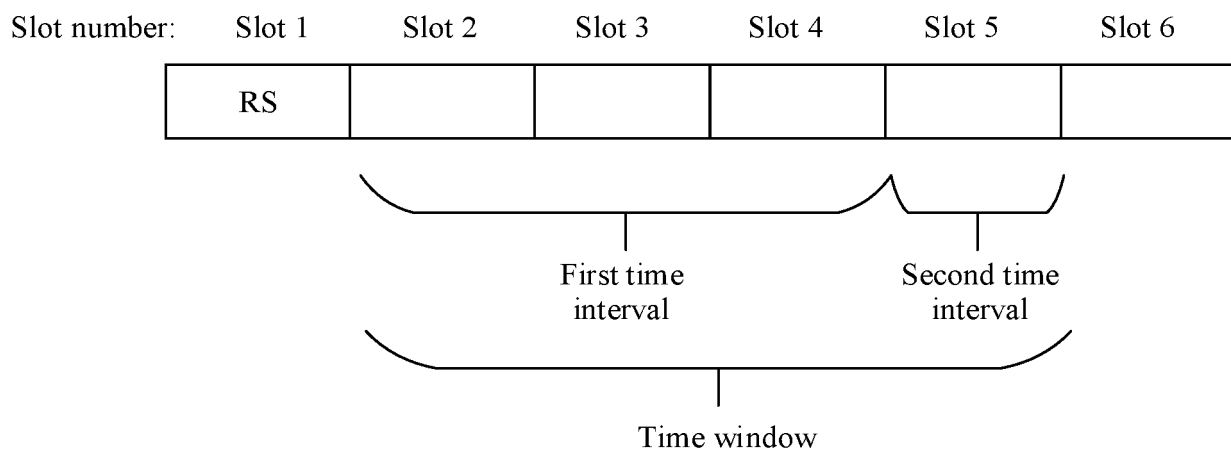 Slot number: Slot 1 Slot 2 Slot 3 Slot 4 Slot 5 Slot 6
RS
First time interval
Second time interval
Time window